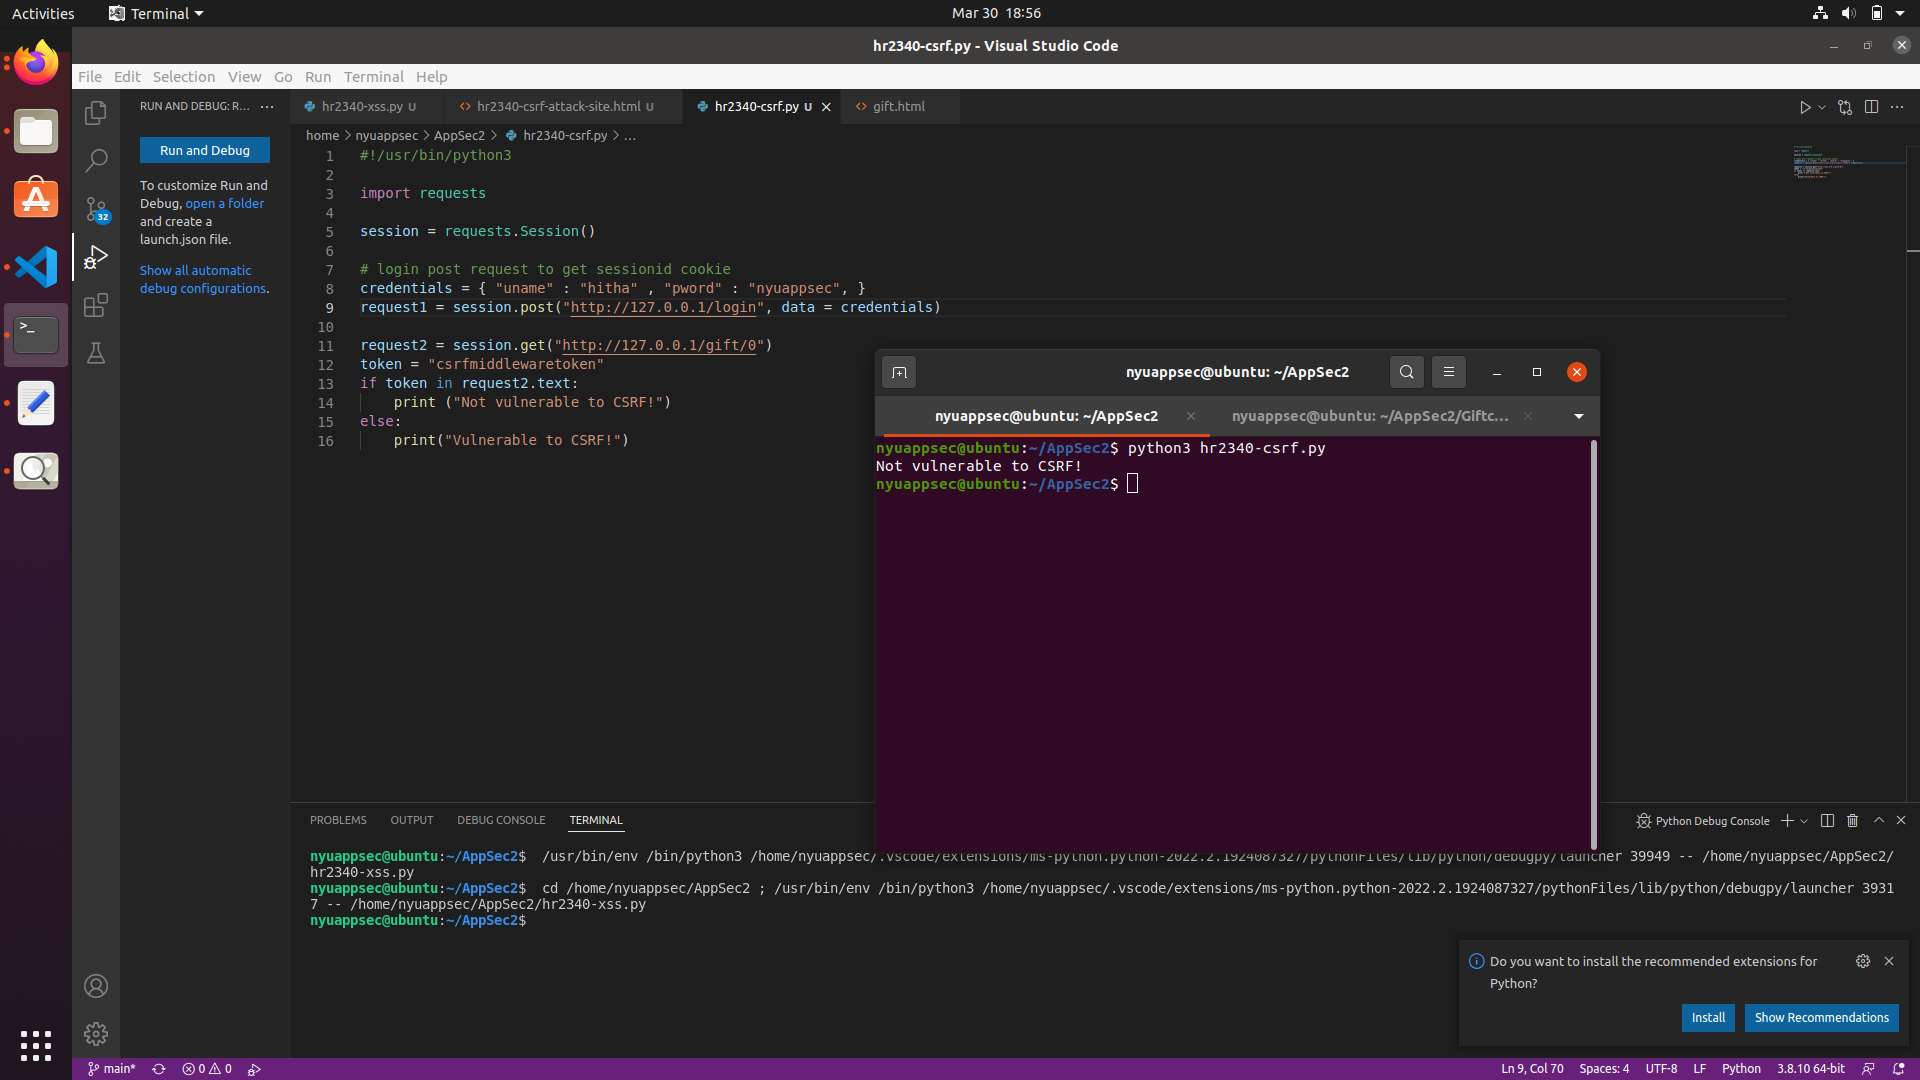 Activities
Terminal
Mar 30 18:56
hr2340-csrf.py - Visual Studio Code
File Edit Selection View Go Run Terminal Help
RUN AND DEBUG: R... ···
hr2340-xss.py U
hr2340-csrf-attack-site.html U
hr2340-csrf.py U
gift.html
home > nyuappsec > AppSec2 > hr2340-csrf.py > ...
Run and Debug
To customize Run and
Debug, open a folder
and create a
launch.json file.
Show all automatic
debug configurations.
32
1 #!/usr/bin/python3
2
3 import requests
4
5 session = requests.Session()
6
7 # login post request to get sessionid cookie
8 credentials = { "uname" : "hitha" , "pword" : "nyuappsec", }
9 request1 = session.post("http://127.0.0.1/login", data = credentials)
10
11 request2 = session.get("http://127.0.0.1/gift/0")
12 token = "csrfmiddlewaretoken"
13 if token in request2.text:
14 print ("Not vulnerable to CSRF!")
15 else:
16 print("Vulnerable to CSRF!")
nyuappsec@ubuntu: ~/AppSec2
nyuappsec@ubuntu: ~/AppSec2
nyuappsec@ubuntu: ~/AppSec2/Giftc...
nyuappsec@ubuntu:~/AppSec2$ python3 hr2340-csrf.py
Not vulnerable to CSRF!
nyuappsec@ubuntu:~/AppSec2$
PROBLEMS OUTPUT DEBUG CONSOLE TERMINAL
Python Debug Console
nyuappsec@ubuntu:~/AppSec2$ /usr/bin/env /bin/python3 /home/nyuappsec/.vscode/extensions/ms-python.python-2022.2.1924087327/pythonFiles/lib/python/debugpy/launcher 39949 -- /home/nyuappsec/AppSec2/
hr2340-xss.py
nyuappsec@ubuntu:~/AppSec2$ cd /home/nyuappsec/AppSec2 ; /usr/bin/env /bin/python3 /home/nyuappsec/.vscode/extensions/ms-python.python-2022.2.1924087327/pythonFiles/lib/python/debugpy/launcher 3931
7 -- /home/nyuappsec/AppSec2/hr2340-xss.py
nyuappsec@ubuntu:~/AppSec2$
Do you want to install the recommended extensions for
Python?
Install
Show Recommendations
main* 0 0
Ln 9, Col 70 Spaces: 4 UTF-8 LF Python 3.8.10 64-bit